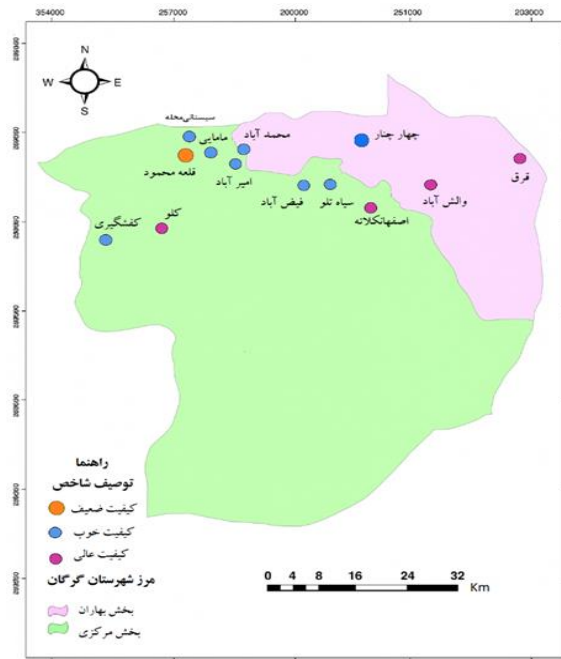 354000 257000 200000 251000 203000
N
W E
S
سیستانی‌محله
مامایی
محمد آباد
چهار چنار
قلعه محمود
امیر آباد
قرق
فیض آباد
سیاه تلو
والش آباد
کفشگیری
کلو
اصفهانکلاته
راهنما
توصیف شاخص
کیفیت ضعیف
کیفیت خوب
کیفیت عالی
مرز شهرستان گرگان
بخش بهاران
بخش مرکزی
0 4 8 16 24 32
Km